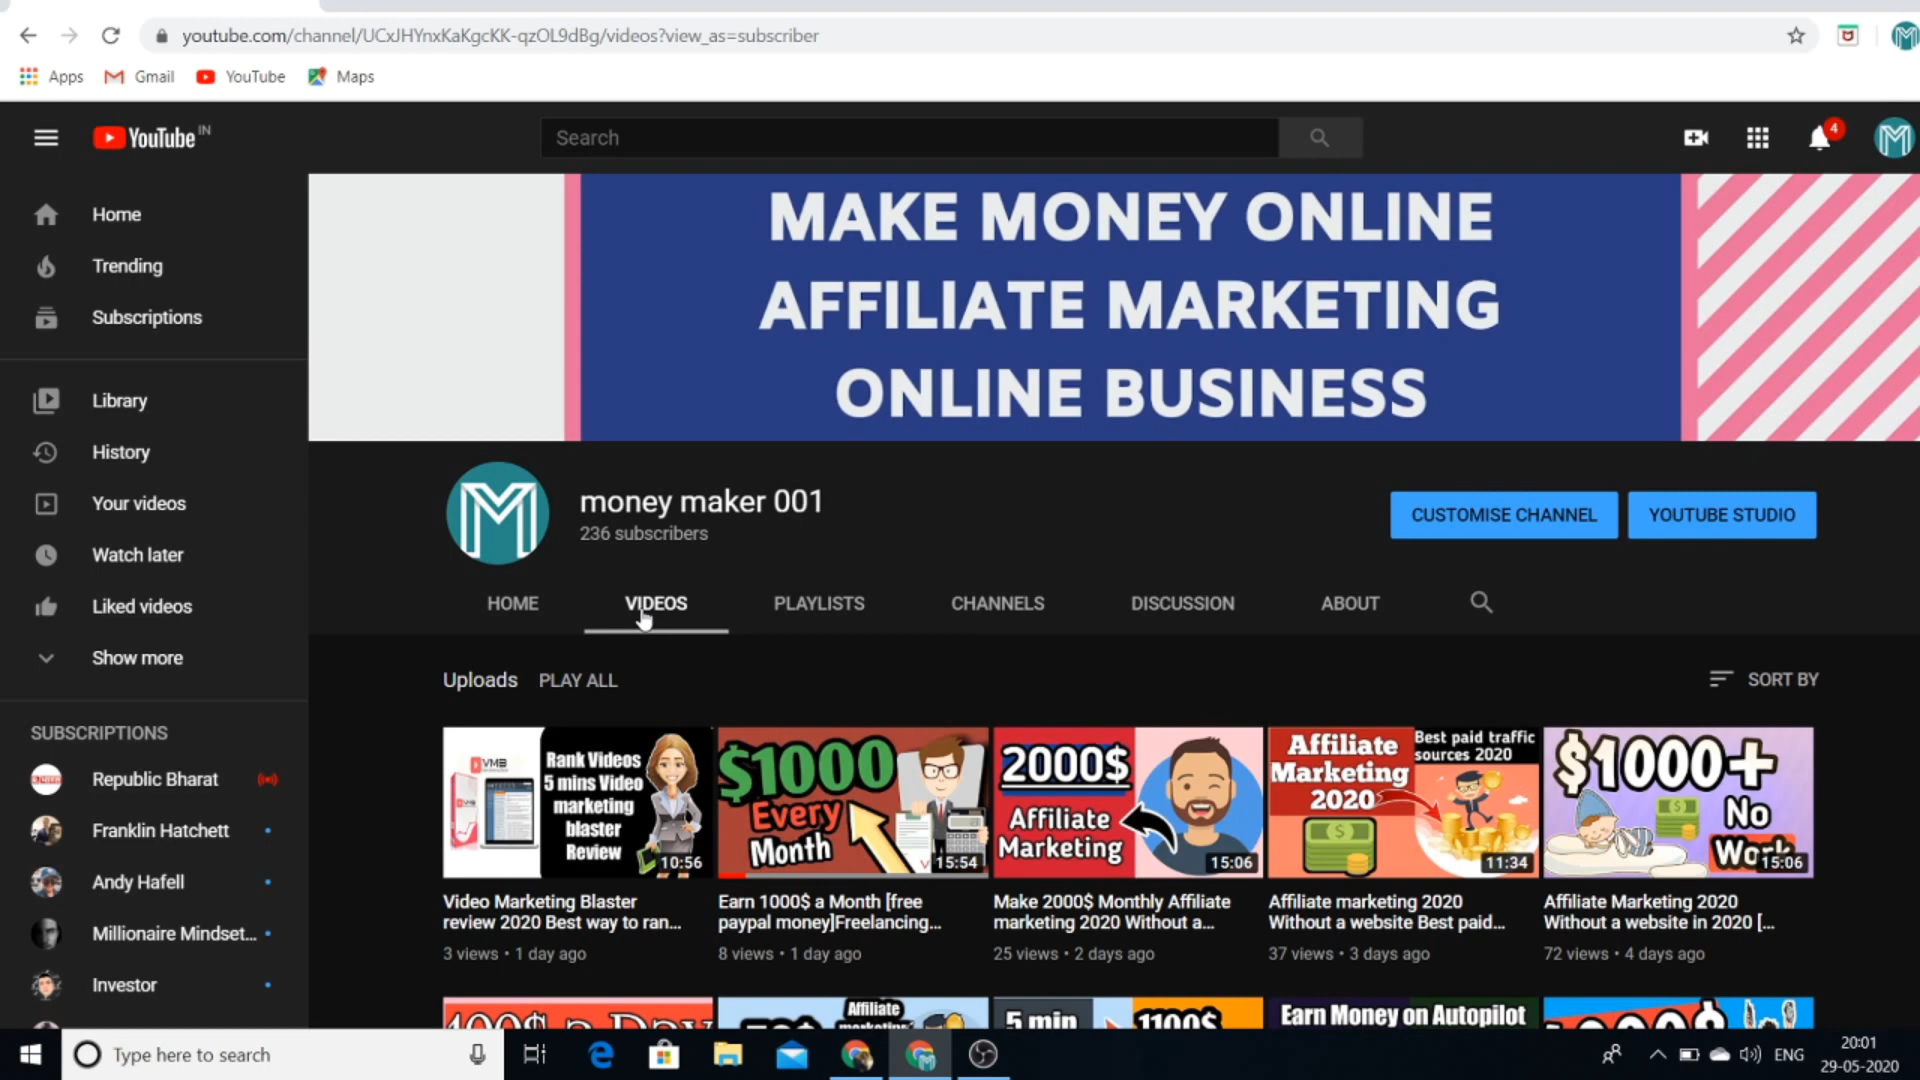 youtube.com/channel/UCxJHYnxKaKgcKK-qzOL9dBg/videos?view_as=subscriber
Apps Gmail YouTube Maps
YouTube IN
Search
4
Home
Trending
Subscriptions
Library
History
Your videos
Watch later
Liked videos
Show more
SUBSCRIPTIONS
Republic Bharat
Franklin Hatchett
Andy Hafell
Millionaire Mindset...
Investor
MAKE MONEY ONLINE
AFFILIATE MARKETING
ONLINE BUSINESS
money maker 001
236 subscribers
CUSTOMISE CHANNEL YOUTUBE STUDIO
HOME VIDEOS PLAYLISTS CHANNELS DISCUSSION ABOUT
Uploads PLAY ALL
SORT BY
VMB
Rank Videos
5 mins Video
marketing
blaster
Review
10:56
Video Marketing Blaster
review 2020 Best way to ran...
3 views • 1 day ago
$1000
Every
Month
15:54
Earn 1000$ a Month [free
paypal money]Freelancing...
8 views • 1 day ago
2000$
Affiliate
Marketing
15:06
Make 2000$ Monthly Affiliate
marketing 2020 Without a...
25 views • 2 days ago
Affiliate
Marketing
2020
Best paid traffic
sources 2020
11:34
Affiliate marketing 2020
Without a website Best paid...
37 views • 3 days ago
$1000+
No
Work
15:06
Affiliate Marketing 2020
Without a website in 2020 [...
72 views • 4 days ago
400$ a Day
Affiliate
marketing
5 min
1100$
Earn Money on Autopilot
Type here to search
ENG
20:01
29-05-2020